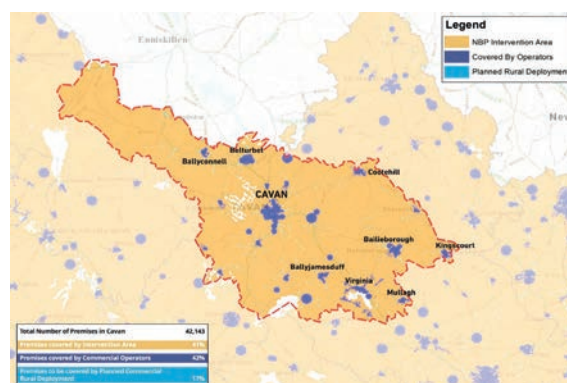 Enniskillen
Legend
NBP Intervention Area
Covered By Operators
Planned Rural Deployment
Belturbet
Ballyconnell
Cootehill
CAVAN
Bailieborough
Kingscourt
Ballyjamesduff
Virginia
Mullagh
Total Number of Premises in Cavan 42,143
Premises covered by Intervention Area 41%
Premises covered by Commercial Operators 42%
Premises to be covered by Planned Commercial
Rural Deployment 17%